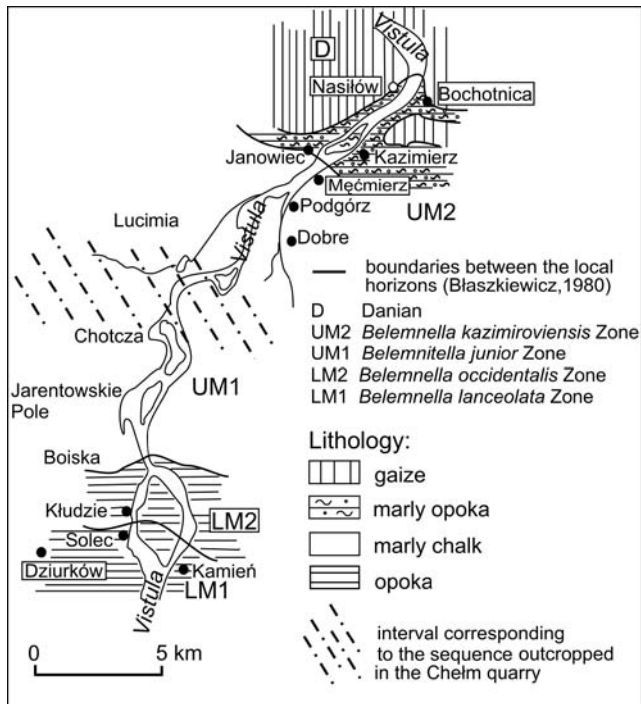 Vistula
D
Nasiłów
Bochotnica
Janowiec
Kazimierz
Męćmierz
Podgórz
UM2
Lucimia
Vistula
Dobre
boundaries between the local
horizons (Błaszkiewicz,1980)
D Danian
UM2 Belemnella kazimiroviensis Zone
UM1 Belemnitella junior Zone
LM2 Belemnella occidentalis Zone
LM1 Belemnella lanceolata Zone
Chotcza
UM1
Jarentowskie
Pole
Boiska
Kłudzie
LM2
Solec
Dziurków
Kamień
LM1
Vistula
0 5 km
Lithology:
gaize
marly opoka
marly chalk
opoka
interval corresponding
to the sequence outcropped
in the Chełm quarry